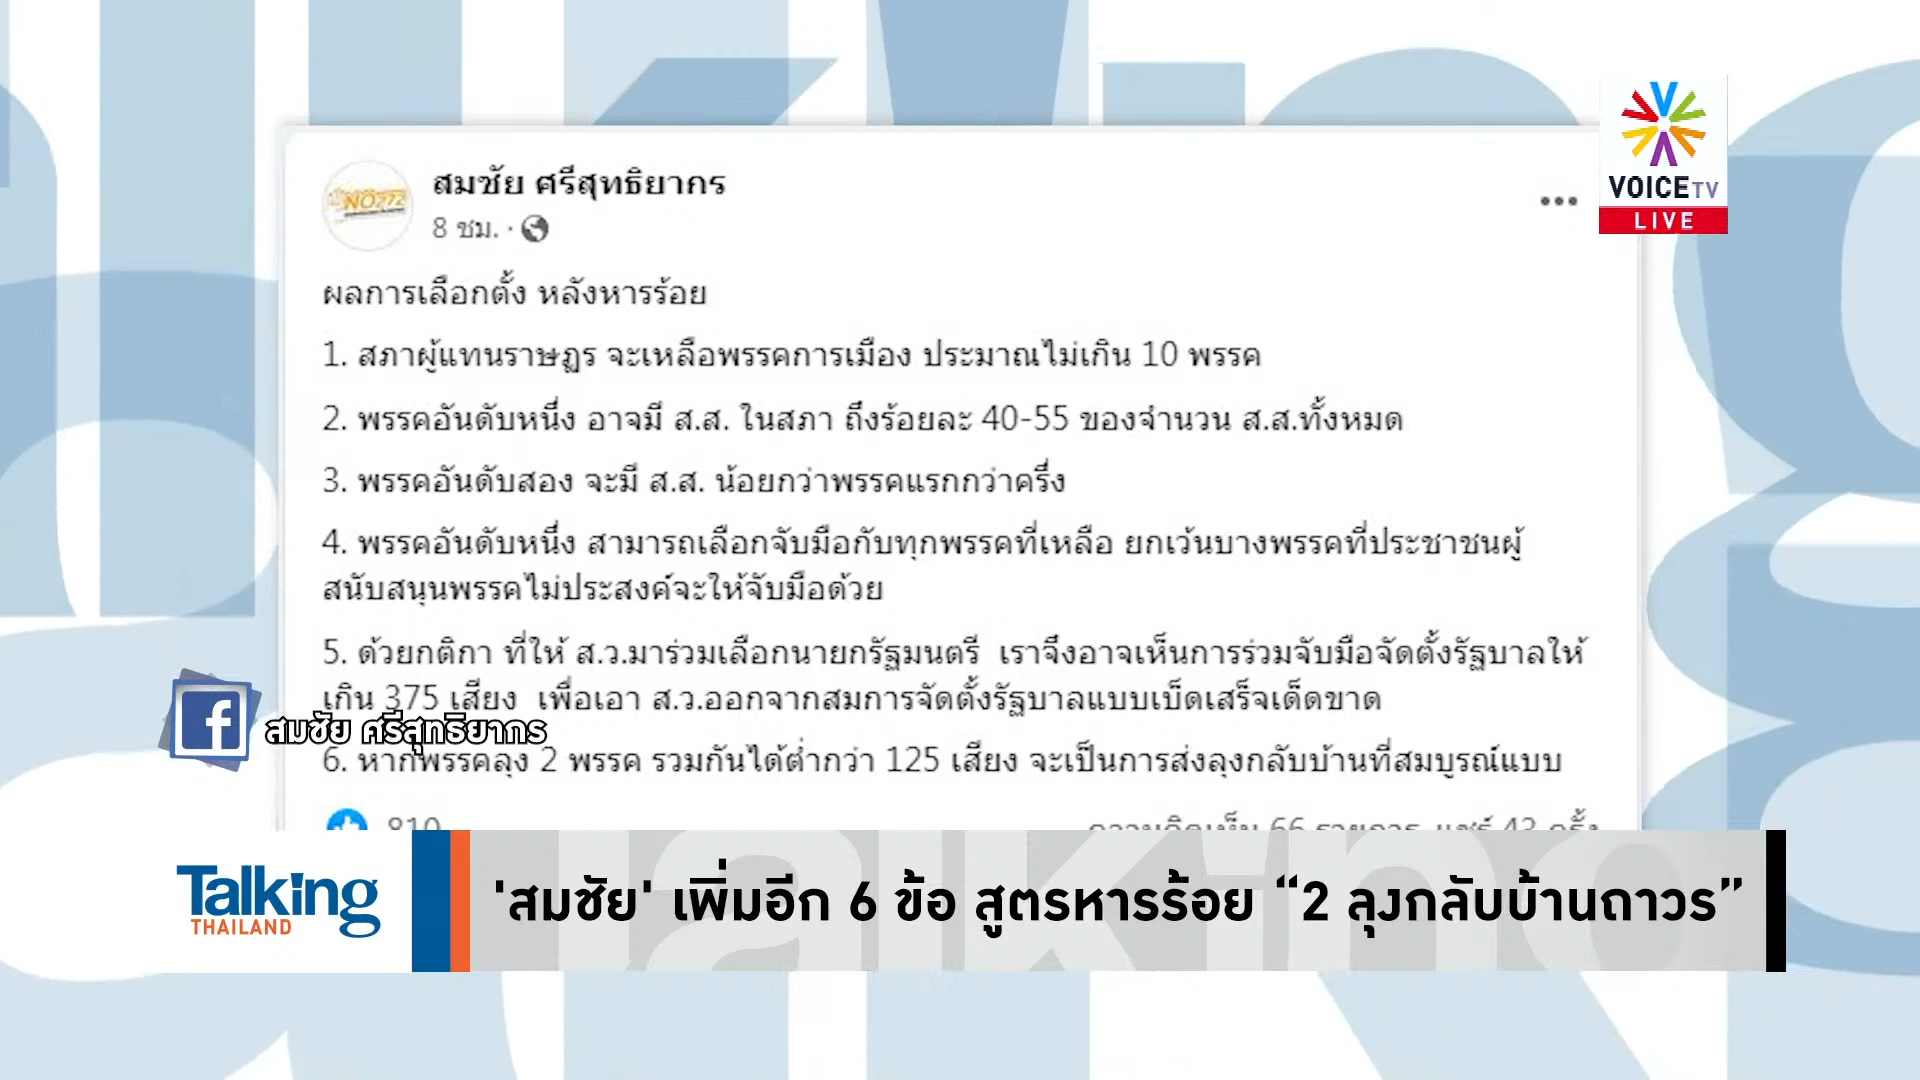 VOICE TV
LIVE
NO272
สมชัย ศรีสุทธิยากร
8 ชม.
ผลการเลือกตั้ง หลังหารร้อย
1. สภาผู้แทนราษฎร จะเหลือพรรคการเมือง ประมาณไม่เกิน 10 พรรค
2. พรรคอันดับหนึ่ง อาจมี ส.ส. ในสภา ถึงร้อยละ 40-55 ของจำนวน ส.ส.ทั้งหมด
3. พรรคอันดับสอง จะมี ส.ส. น้อยกว่าพรรคแรกกว่าครึ่ง
4. พรรคอันดับหนึ่ง สามารถเลือกจับมือกับทุกพรรคที่เหลือ ยกเว้นบางพรรคที่ประชาชนผู้
สนับสนุนพรรคไม่ประสงค์จะให้จับมือด้วย
5. ด้วยกติกา ที่ให้ ส.ว.มาร่วมเลือกนายกรัฐมนตรี เราจึงอาจเห็นการร่วมจับมือจัดตั้งรัฐบาลให้
เกิน 375 เสียง เพื่อเอา ส.ว.ออกจากสมการจัดตั้งรัฐบาลแบบเบ็ดเสร็จเด็ดขาด
f สมชัย ศรีสุทธิยากร
6. หากพรรคลุง 2 พรรค รวมกันได้ต่ำกว่า 125 เสียง จะเป็นการส่งลุงกลับบ้านที่สมบูรณ์แบบ
810 ความคิดเห็น 66 รายการ แชร์ 43 ครั้ง
Talking
THAILAND
'สมชัย' เพิ่มอีก 6 ข้อ สูตรหารร้อย “2 ลุงกลับบ้านถาวร”